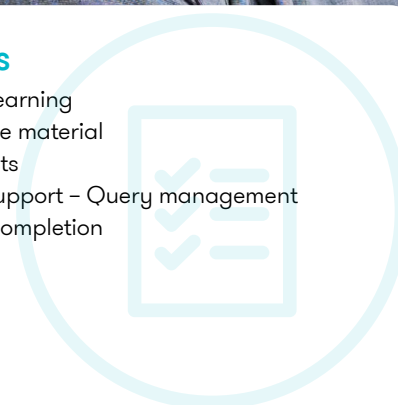 s
earning
e material
ts
upport – Query management
ompletion